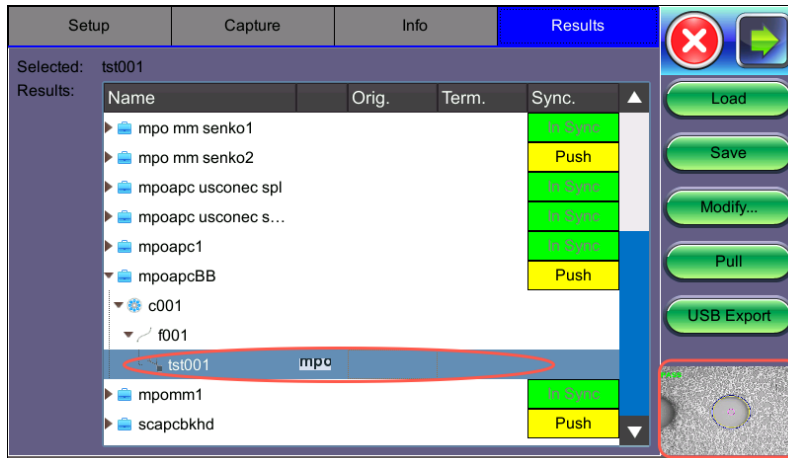 Setup Capture Info Results
Selected: tst001
Results:
Name Orig. Term. Sync.
mpo mm senko1 In Sync
mpo mm senko2 Push
mpoapc usconec spl In Sync
mpoapc usconec s... In Sync
mpoapc1 In Sync
mpoapcBB Push
c001
f001
tst001 mpo
mpomm1 In Sync
scapcbkhd Push
Load
Save
Modify...
Pull
USB Export